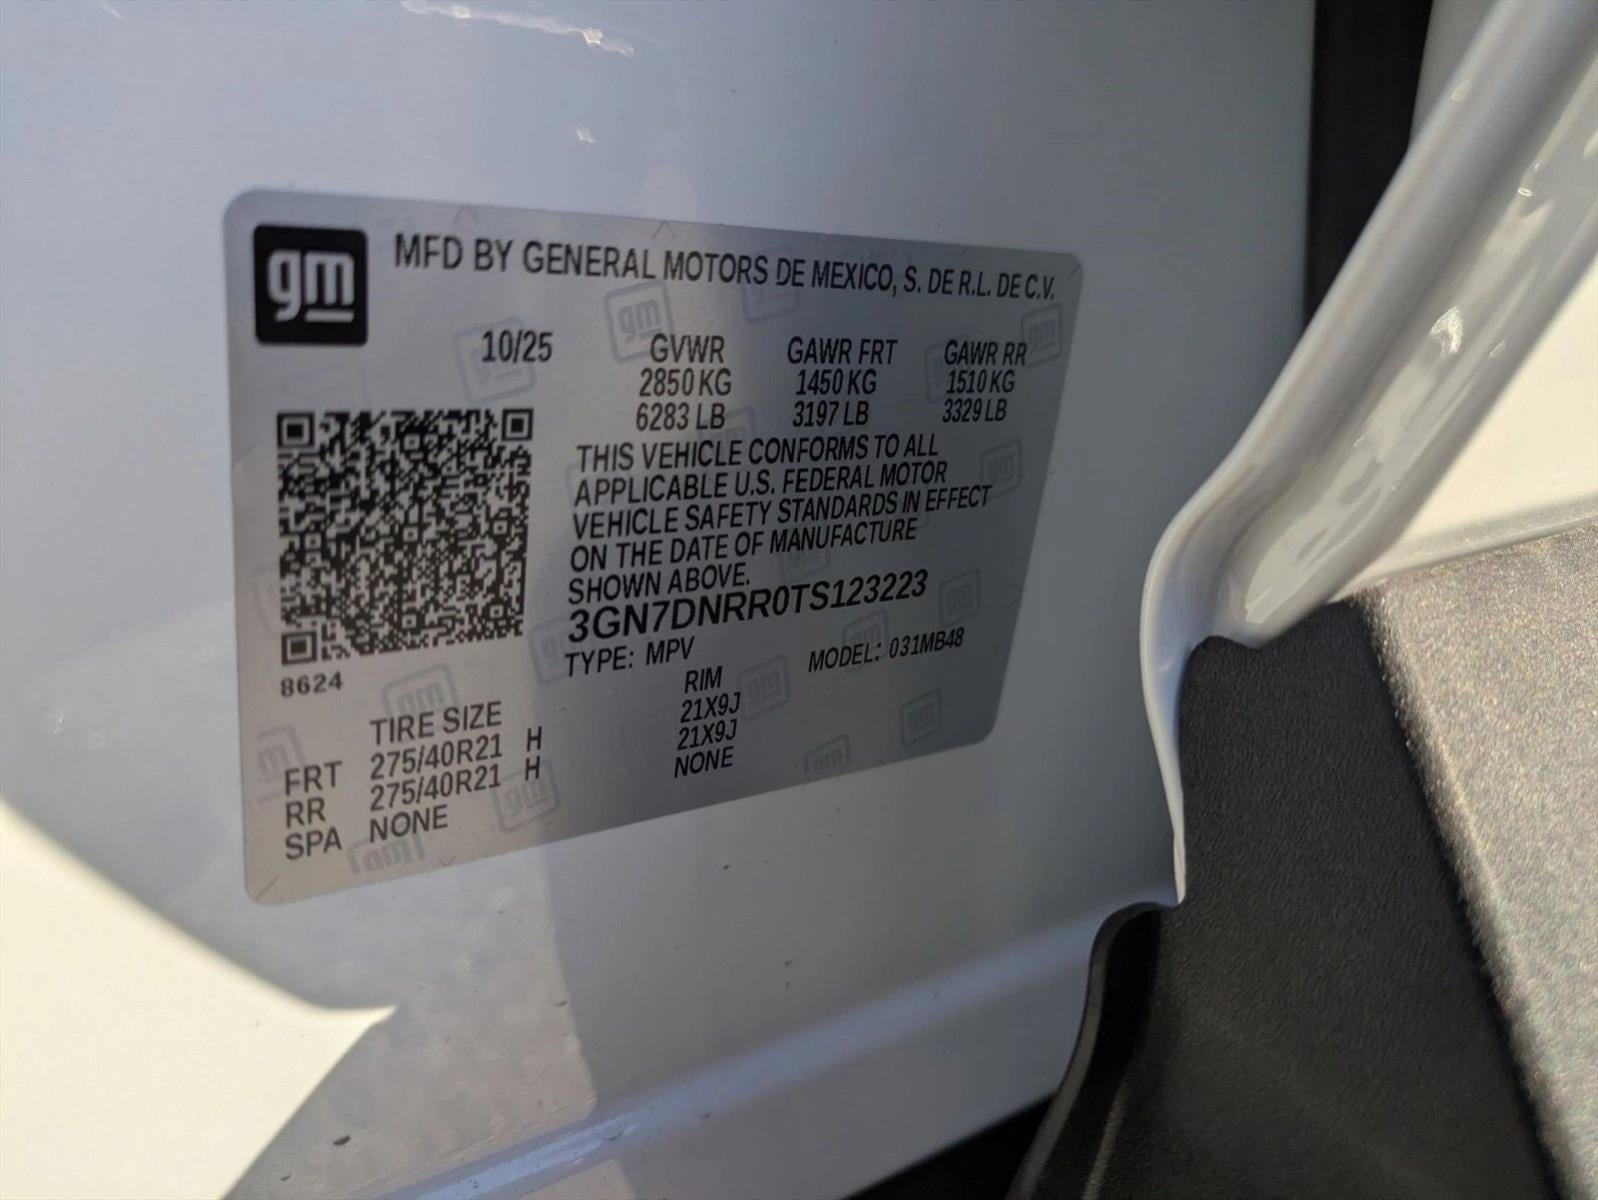 gm
MFD BY GENERAL MOTORS DE MEXICO, S. DE R.L. DE C.V.
10/25 GVWR GAWR FRT GAWR RR
2850 KG 1450 KG 1510 KG
6283 LB 3197 LB 3329 LB
THIS VEHICLE CONFORMS TO ALL
APPLICABLE U.S. FEDERAL MOTOR
VEHICLE SAFETY STANDARDS IN EFFECT
ON THE DATE OF MANUFACTURE
SHOWN ABOVE.
3GN7DNRR0TS123223
TYPE: MPV MODEL: 031MB48
8624
TIRE SIZE RIM
FRT 275/40R21 H 21X9J
RR 275/40R21 H 21X9J
SPA NONE NONE